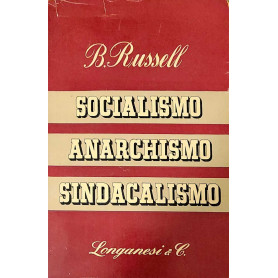 B. Russell
SOCIALISMO
ANARCHISMO
SINDACALISMO
Longanesi & C.